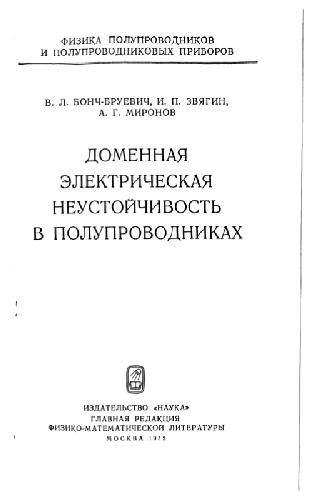 ФИЗИКА ПОЛУПРОВОДНИКОВ
И ПОЛУПРОВОДНИКОВЫХ ПРИБОРОВ
В. Л. БОНЧ-БРУЕВИЧ, И. П. ЗВЯГИН,
А. Г. МИРОНОВ
ДОМЕННАЯ
ЭЛЕКТРИЧЕСКАЯ
НЕУСТОЙЧИВОСТЬ
В ПОЛУПРОВОДНИКАХ
ИЗДАТЕЛЬСТВО «НАУКА»
ГЛАВНАЯ РЕДАКЦИЯ
ФИЗИКО-МАТЕМАТИЧЕСКОЙ ЛИТЕРАТУРЫ
МОСКВА